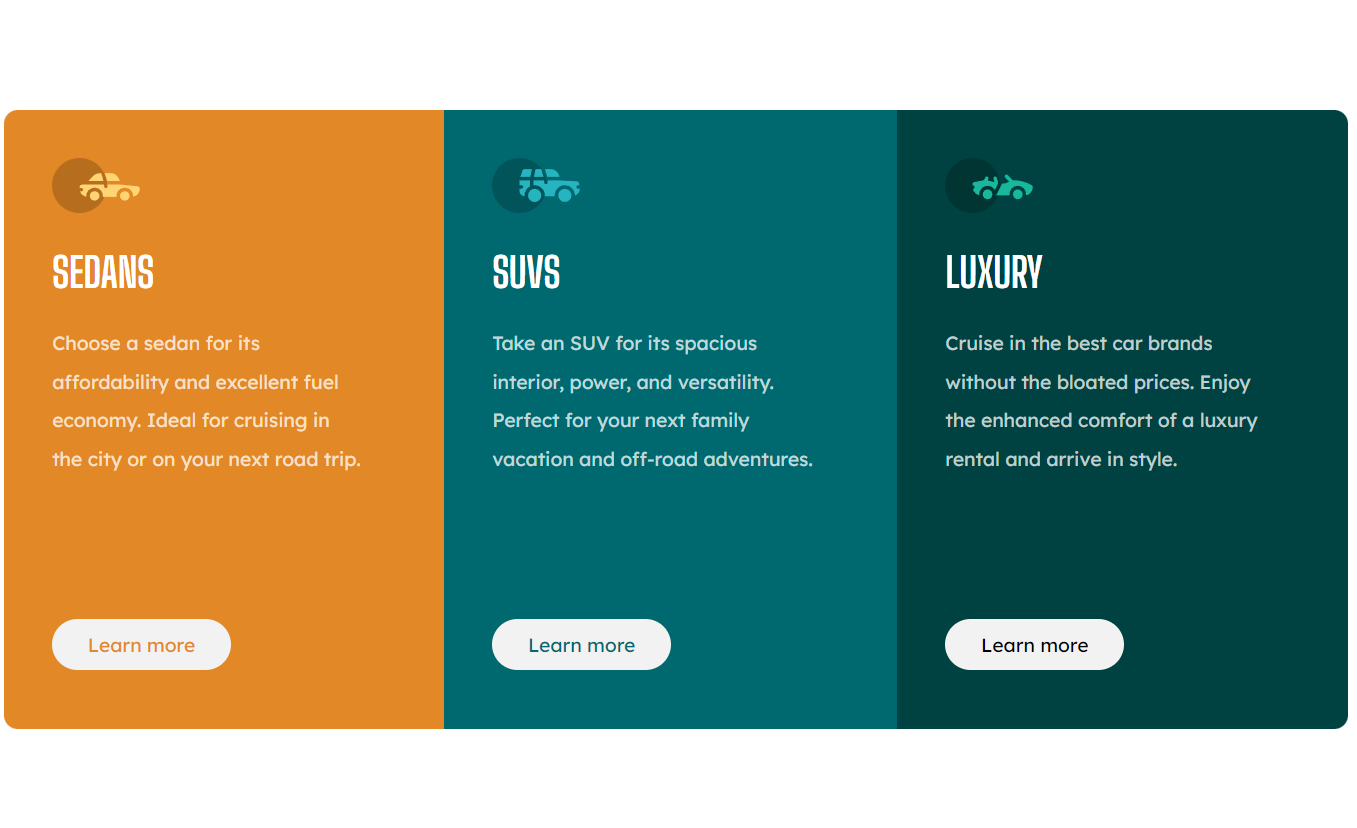 SEDANS
Choose a sedan for its
affordability and excellent fuel
economy. Ideal for cruising in
the city or on your next road trip.
Learn more
SUVS
Take an SUV for its spacious
interior, power, and versatility.
Perfect for your next family
vacation and off-road adventures.
Learn more
LUXURY
Cruise in the best car brands
without the bloated prices. Enjoy
the enhanced comfort of a luxury
rental and arrive in style.
Learn more